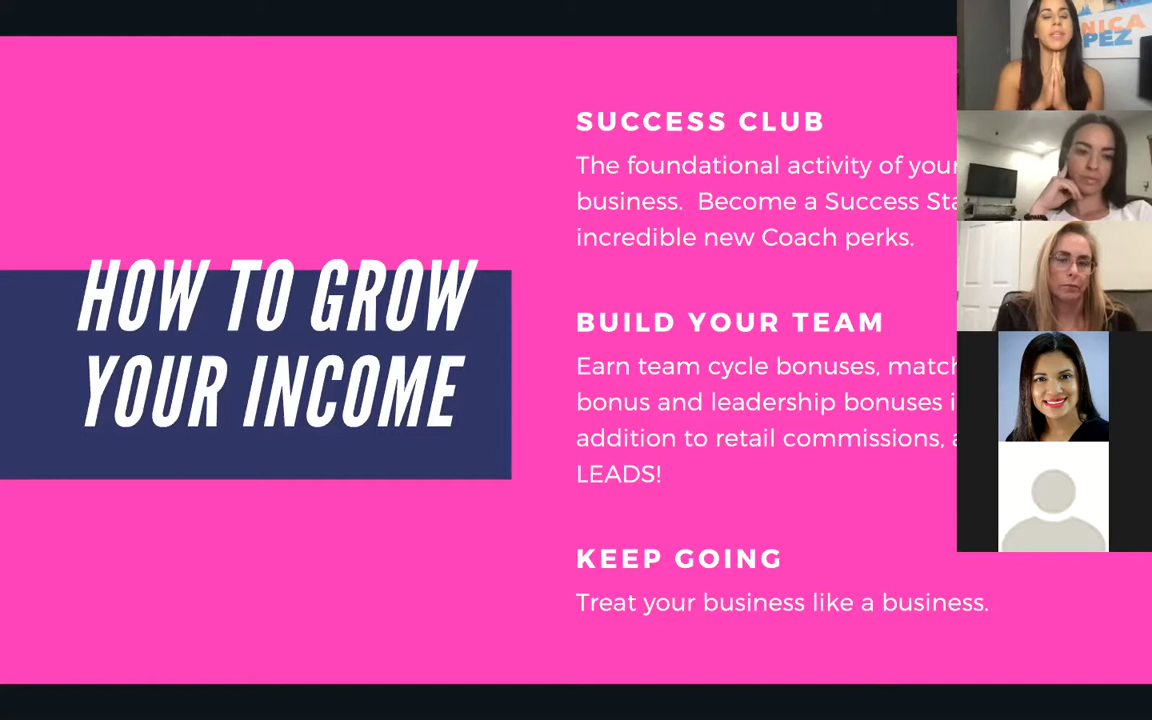 HOW TO GROW
YOUR INCOME
SUCCESS CLUB
The foundational activity of your
business.  Become a Success
incredible new Coach perks.
BUILD YOUR TEAM
Earn team cycle bonuses,
bonus and leadership bonuses
addition to retail commissions,
LEADS!
KEEP GOING
Treat your business like a business.
NICA
PEZ